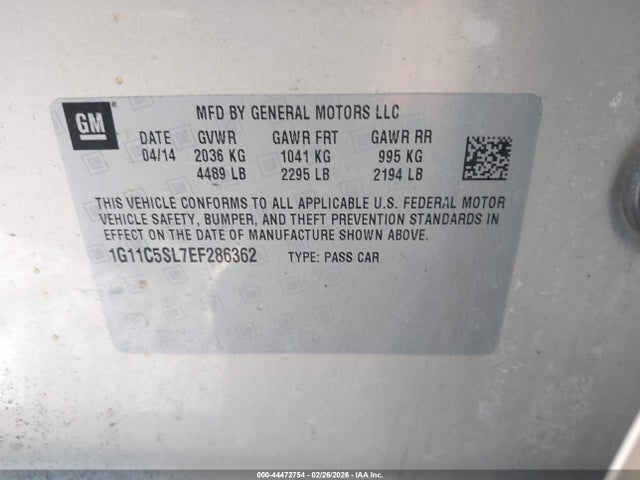 GM
MFD BY GENERAL MOTORS LLC
DATE GVWR GAWR FRT GAWR RR
04/14 2036 KG 1041 KG 995 KG
4489 LB 2295 LB 2194 LB
THIS VEHICLE CONFORMS TO ALL APPLICABLE U.S. FEDERAL MOTOR
VEHICLE SAFETY, BUMPER, AND THEFT PREVENTION STANDARDS IN
EFFECT ON THE DATE OF MANUFACTURE SHOWN ABOVE.
1G11C5SL7EF286362 TYPE: PASS CAR
000-44472754 - 02/26/2026 - IAA Inc.